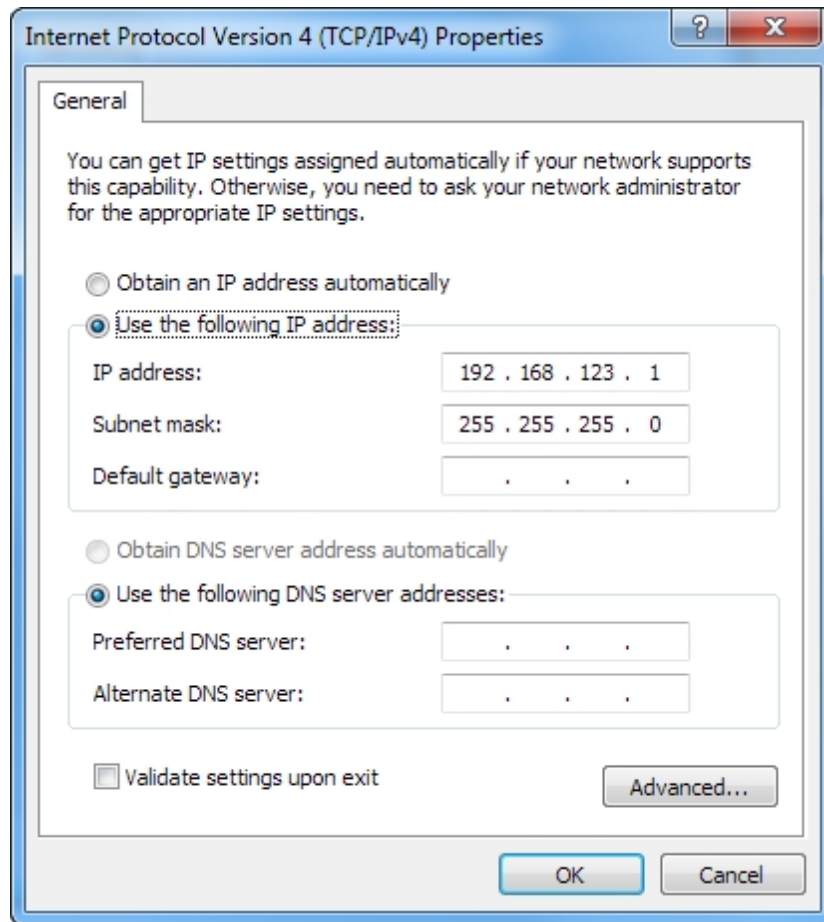 Internet Protocol Version 4 (TCP/IPv4) Properties
?
X
General
You can get IP settings assigned automatically if your network supports
this capability. Otherwise, you need to ask your network administrator
for the appropriate IP settings.
Obtain an IP address automatically
Use the following IP address:
IP address: 192 . 168 . 123 . 1
Subnet mask: 255 . 255 . 255 . 0
Default gateway: . . .
Obtain DNS server address automatically
Use the following DNS server addresses:
Preferred DNS server: . . .
Alternate DNS server: . . .
Validate settings upon exit
Advanced...
OK
Cancel